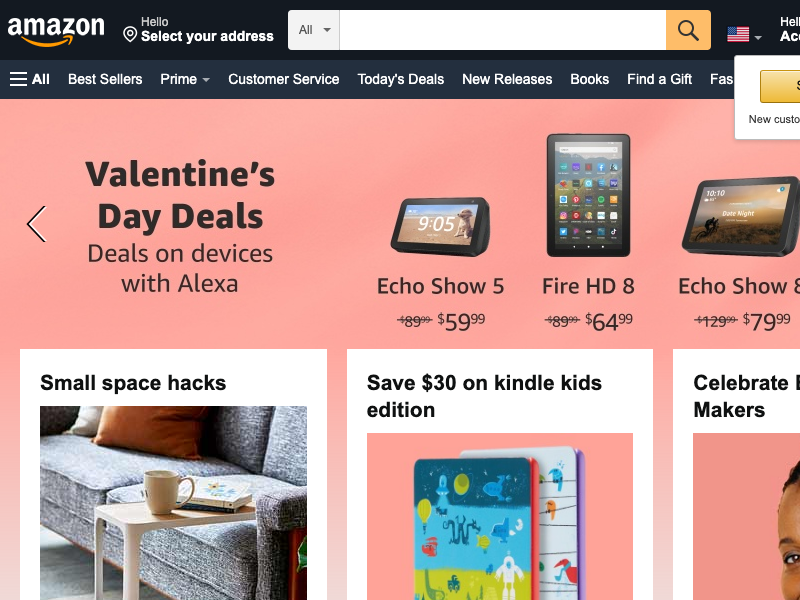 amazon
Hello
Select your address
All
Hell
Acc
All
Best Sellers
Prime
Customer Service
Today's Deals
New Releases
Books
Find a Gift
Fas
S
New custo
Valentine's
Day Deals
Deals on devices
with Alexa
9:05
10:10
Date Night
Echo Show 5
Fire HD 8
Echo Show 8
$89.99 $59.99
$89.99 $64.99
$129.99 $79.99
Small space hacks
Save $30 on kindle kids
edition
Celebrate B
Makers